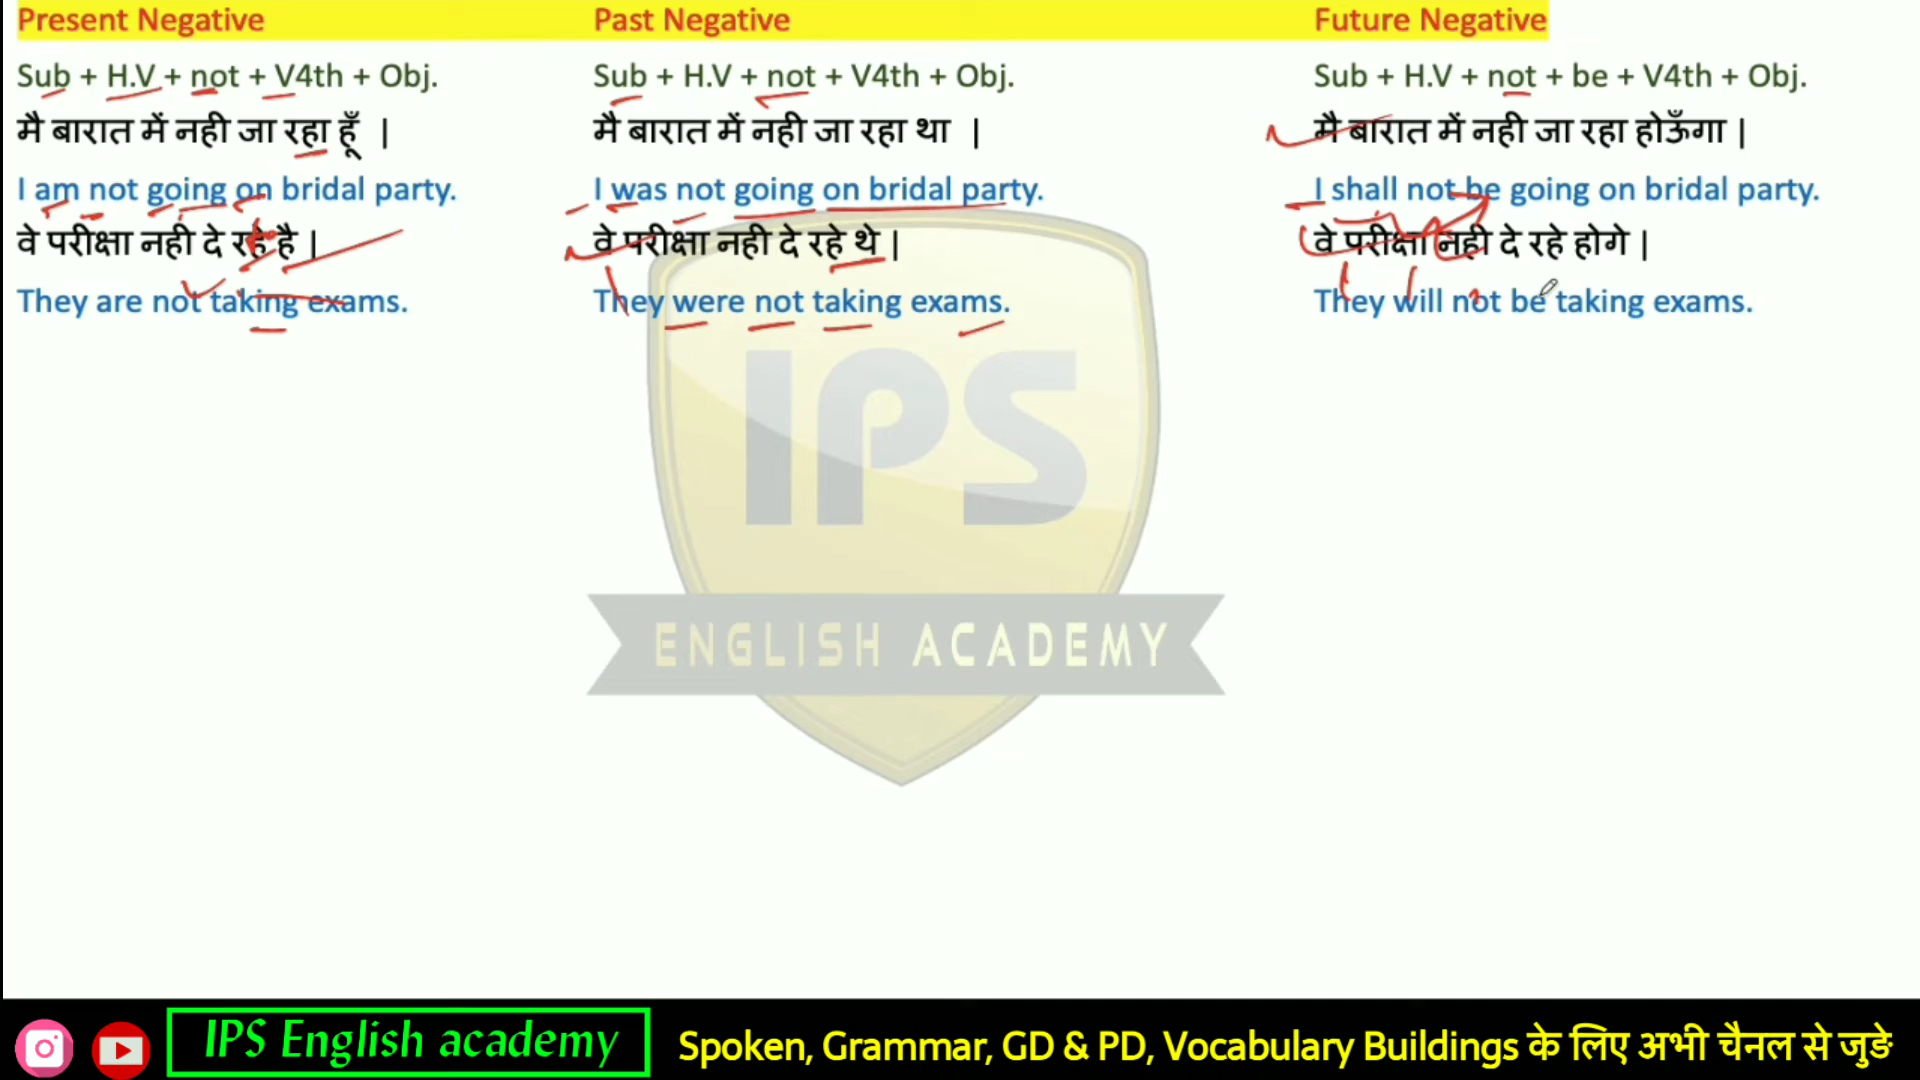 Present Negative
Sub + H.V + not + V4th + Obj.
मै बारात में नही जा रहा हूँ |
I am not going on bridal party.
वे परीक्षा नही दे रहे है |
They are not taking exams.
Past Negative
Sub + H.V + not + V4th + Obj.
मै बारात में नही जा रहा था |
I was not going on bridal party.
वे परीक्षा नही दे रहे थे |
They were not taking exams.
Future Negative
Sub + H.V + not + be + V4th + Obj.
मै बारात में नही जा रहा होऊँगा |
I shall not be going on bridal party.
वे परीक्षा नही दे रहे होगे |
They will not be taking exams.
IPS
ENGLISH ACADEMY
IPS English academy
Spoken, Grammar, GD & PD, Vocabulary Buildings के लिए अभी चैनल से जुङे